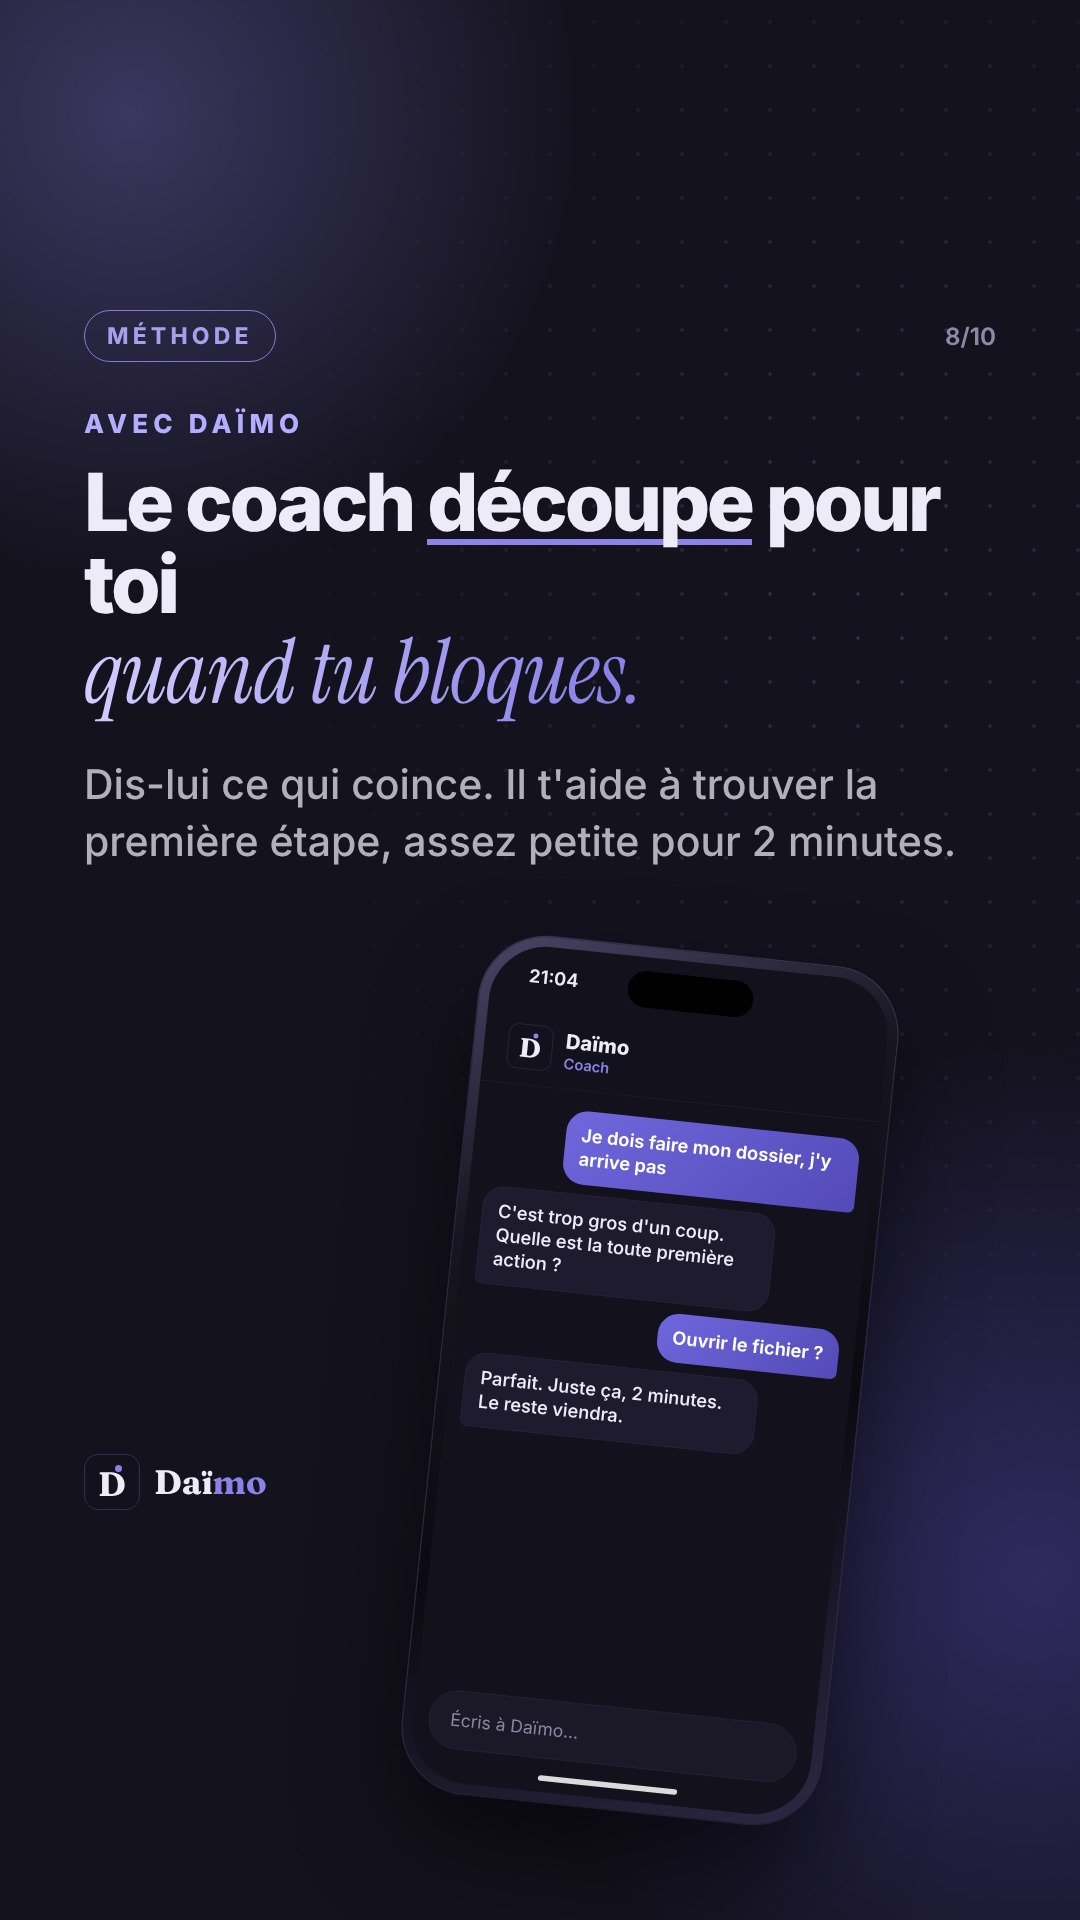 MÉTHODE
8/10
AVEC DAÏMO
Le coach découpe pour
toi
quand tu bloques.
Dis-lui ce qui coince. Il t'aide à trouver la
première étape, assez petite pour 2 minutes.
21:04
D
Daïmo
Coach
Je dois faire mon dossier, j'y
arrive pas
C'est trop gros d'un coup.
Quelle est la toute première
action ?
Ouvrir le fichier ?
Parfait. Juste ça, 2 minutes.
Le reste viendra.
D
Daïmo
Écris à Daïmo...